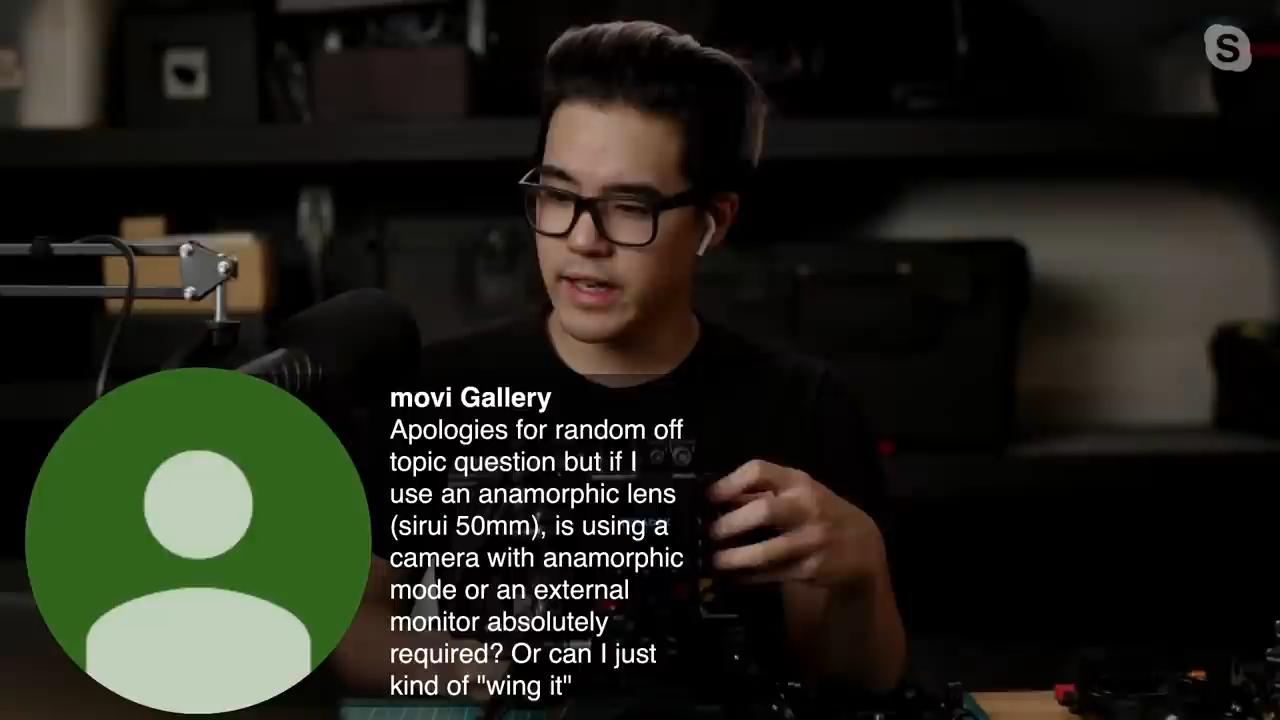 S
movi Gallery
Apologies for random off
topic question but if I
use an anamorphic lens
(sirui 50mm), is using a
camera with anamorphic
mode or an external
monitor absolutely
required? Or can I just
kind of "wing it"